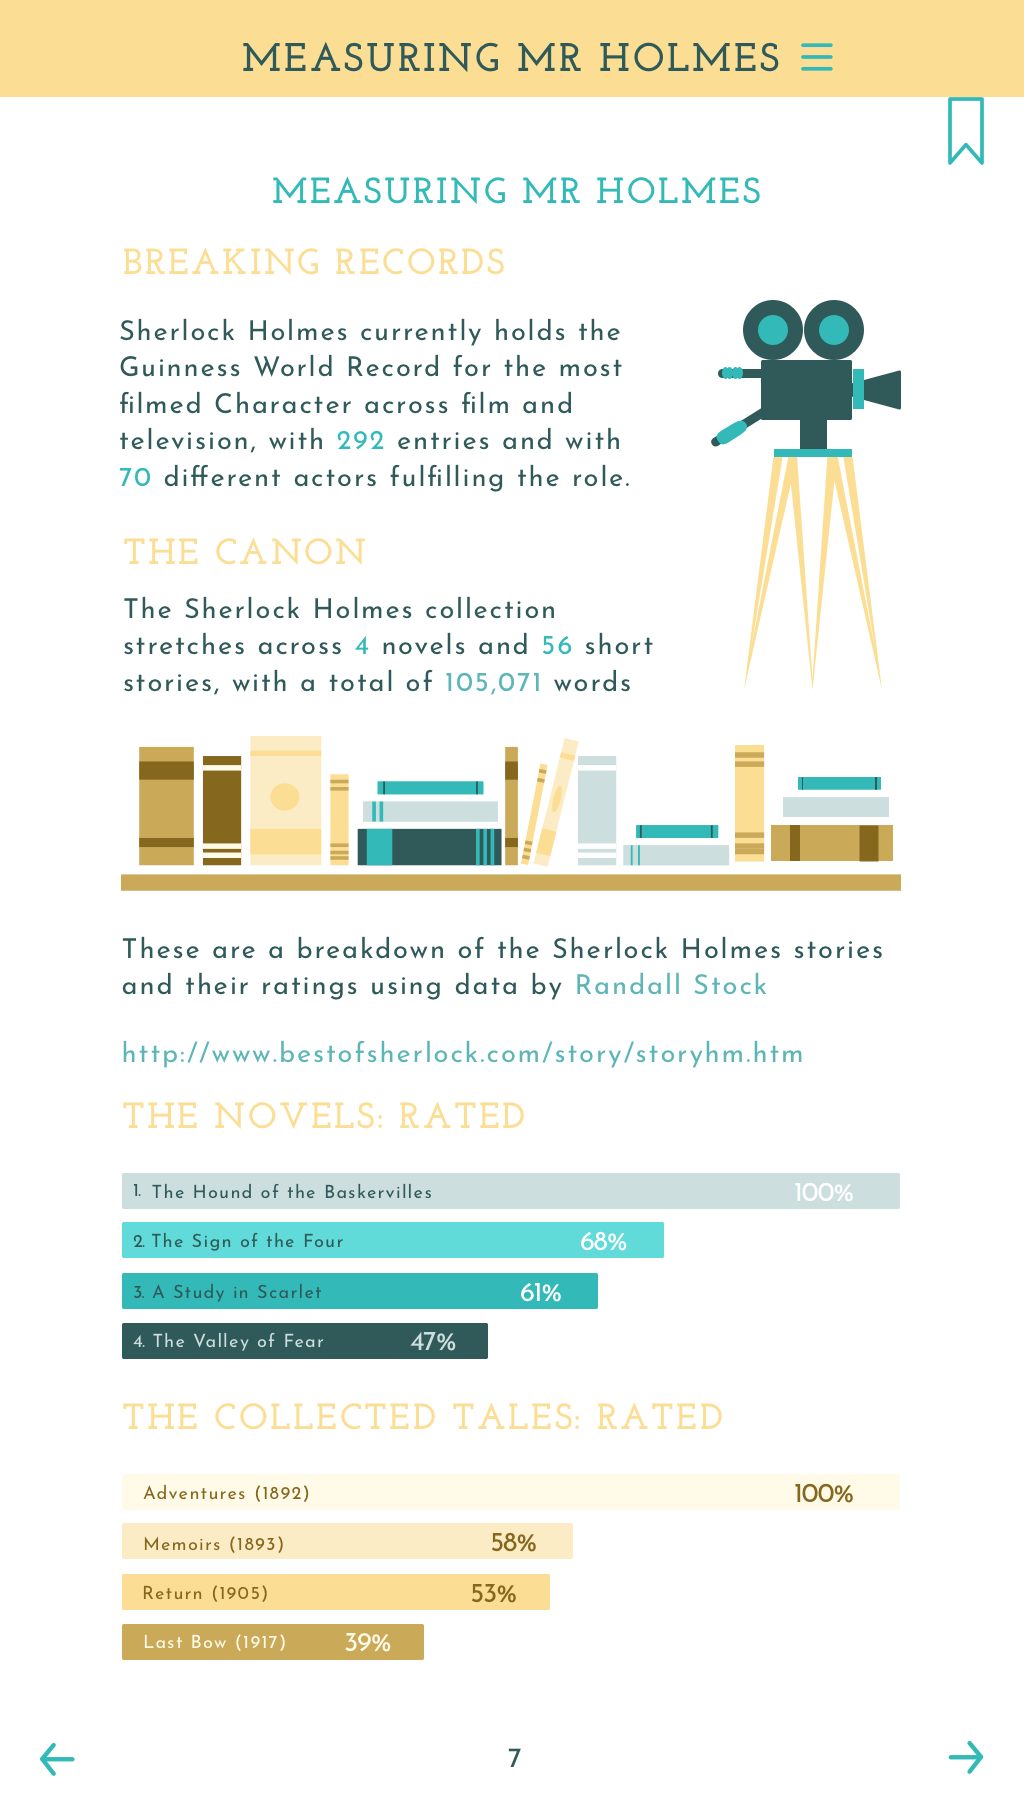 MEASURING MR HOLMES
MEASURING MR HOLMES
BREAKING RECORDS
Sherlock Holmes currently holds the
Guinness World Record for the most
filmed Character across film and
television, with 292 entries and with
70 different actors fulfilling the role.
THE CANON
The Sherlock Holmes collection
stretches across 4 novels and 56 short
stories, with a total of 105,071 words
These are a breakdown of the Sherlock Holmes stories
and their ratings using data by Randall Stock
http://www.bestofsherlock.com/story/storyhm.htm
THE NOVELS: RATED
1. The Hound of the Baskervilles 100%
2. The Sign of the Four 68%
3. A Study in Scarlet 61%
4. The Valley of Fear 47%
THE COLLECTED TALES: RATED
Adventures (1892) 100%
Memoirs (1893) 58%
Return (1905) 53%
Last Bow (1917) 39%
7